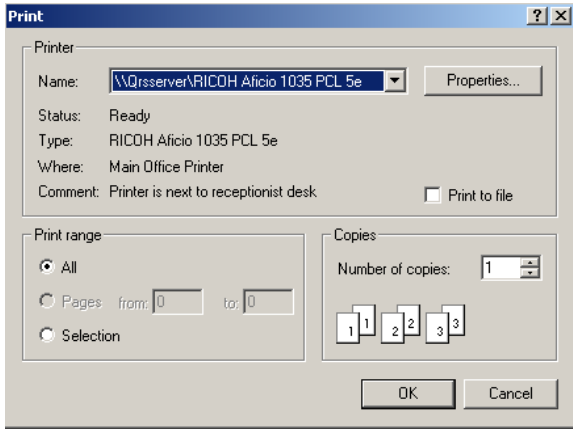 Print
Printer
Name: \\Qrsserver\RICOH Aficio 1035 PCL 5e Properties...
Status: Ready
Type: RICOH Aficio 1035 PCL 5e
Where: Main Office Printer
Comment: Printer is next to receptionist desk Print to file
Print range
All
Pages from: 0 to: 0
Selection
Copies
Number of copies: 1
1 1 2 2 3 3
OK Cancel